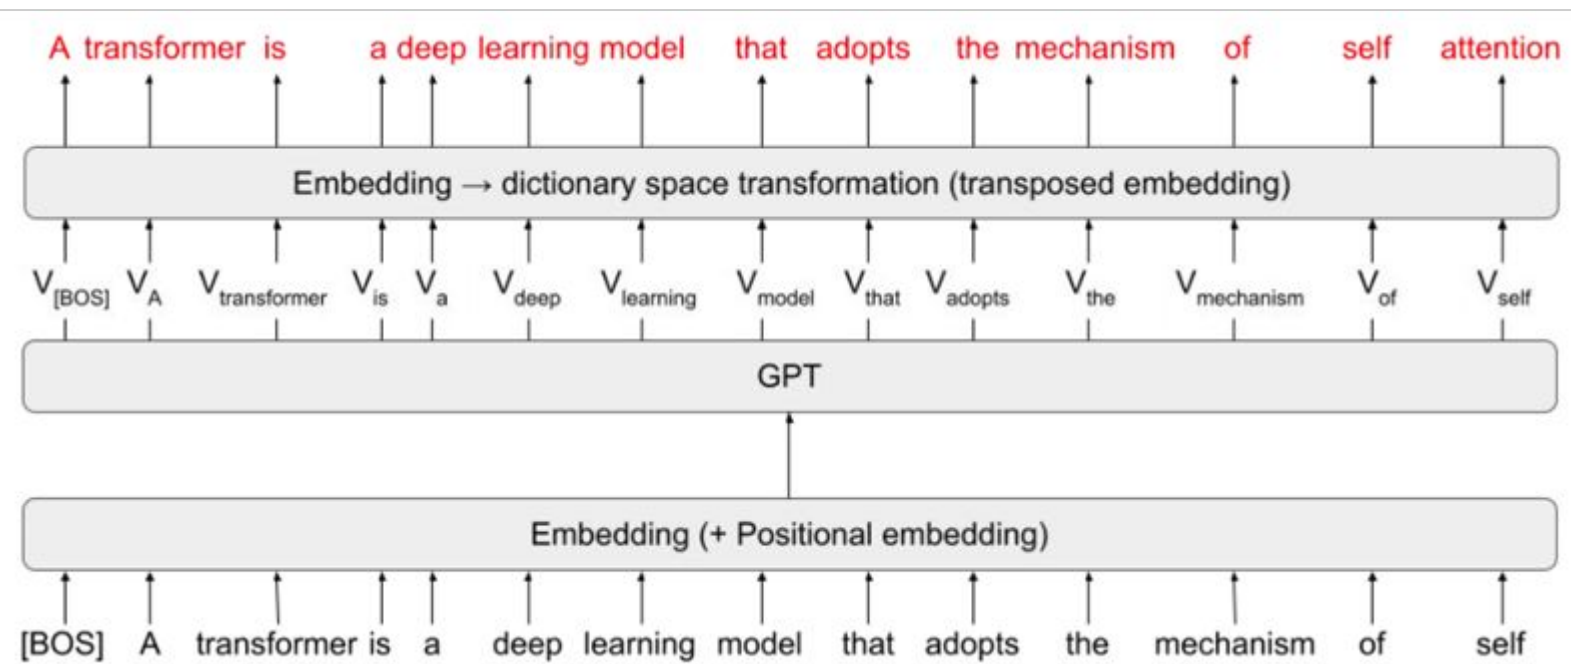 A transformer is a deep learning model that adopts the mechanism of self attention
Embedding → dictionary space transformation (transposed embedding)
V[BOS] VA Vtransformer Vis Va Vdeep Vlearning Vmodel Vthat Vadopts Vthe Vmechanism Vof Vself
GPT
Embedding (+ Positional embedding)
[BOS] A transformer is a deep learning model that adopts the mechanism of self